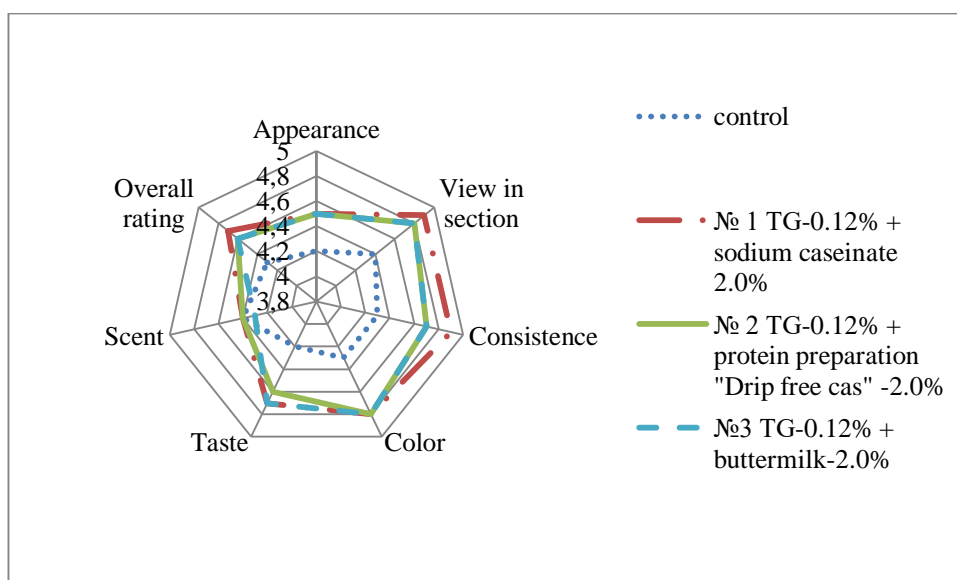 Appearance
5
4,8
4,6
4,4
4,2
4
3,8
View in
section
Consistence
Color
Taste
Scent
Overall
rating
control
№ 1 TG-0.12% +
sodium caseinate
2.0%
№ 2 TG-0.12% +
protein preparation
"Drip free cas" -2.0%
№3 TG-0.12% +
buttermilk-2.0%